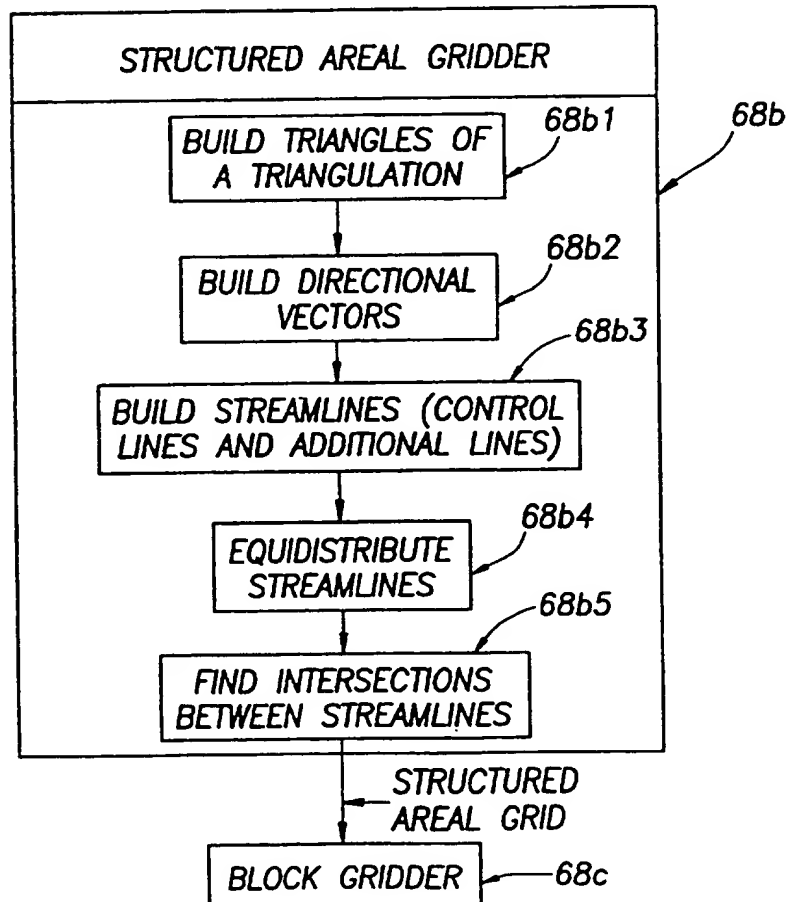 STRUCTURED AREAL GRIDDER
68b
68b1
BUILD TRIANGLES OF
A TRIANGULATION
68b2
BUILD DIRECTIONAL
VECTORS
68b3
BUILD STREAMLINES (CONTROL
LINES AND ADDITIONAL LINES)
68b4
EQUIDISTRIBUTE
STREAMLINES
68b5
FIND INTERSECTIONS
BETWEEN STREAMLINES
STRUCTURED
AREAL GRID
BLOCK GRIDDER
68c